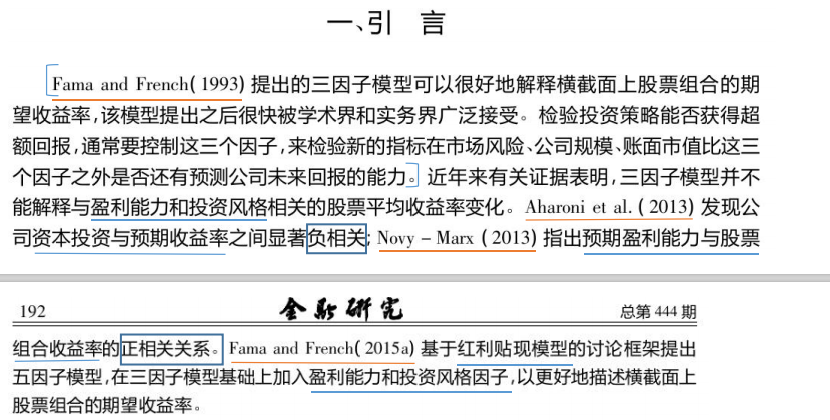 一、引 言
Fama and French(1993)提出的三因子模型可以很好地解释横截面上股票组合的期
望收益率,该模型提出之后很快被学术界和实务界广泛接受。检验投资策略能否获得超
额回报,通常要控制这三个因子,来检验新的指标在市场风险、公司规模、账面市值比这三
个因子之外是否还有预测公司未来回报的能力。近年来有关证据表明,三因子模型并不
能解释与盈利能力和投资风格相关的股票平均收益率变化。Aharoni et al.(2013)发现公
司资本投资与预期收益率之间显著负相关;Novy-Marx(2013)指出预期盈利能力与股票
192 金融研究 总第 444 期
组合收益率的正相关关系。Fama and French(2015a)基于红利贴现模型的讨论框架提出
五因子模型,在三因子模型基础上加入盈利能力和投资风格因子,以更好地描述横截面上
股票组合的期望收益率。